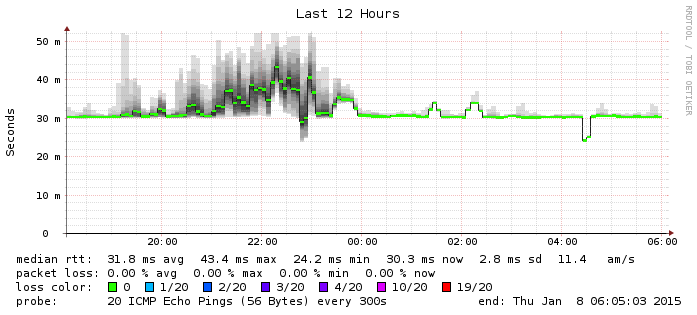 Last 12 Hours
RRDTOOL / TOBI OETIKER
Seconds
50 m
40 m
30 m
20 m
10 m
0
20:00 22:00 00:00 02:00 04:00 06:00
median rtt: 31.8 ms avg 43.4 ms max 24.2 ms min 30.3 ms now 2.8 ms sd 11.4 am/s
packet loss: 0.00 % avg 0.00 % max 0.00 % min 0.00 % now
loss color: 0 1/20 2/20 3/20 4/20 10/20 19/20
probe: 20 ICMP Echo Pings (56 Bytes) every 300s end: Thu Jan 8 06:05:03 2015